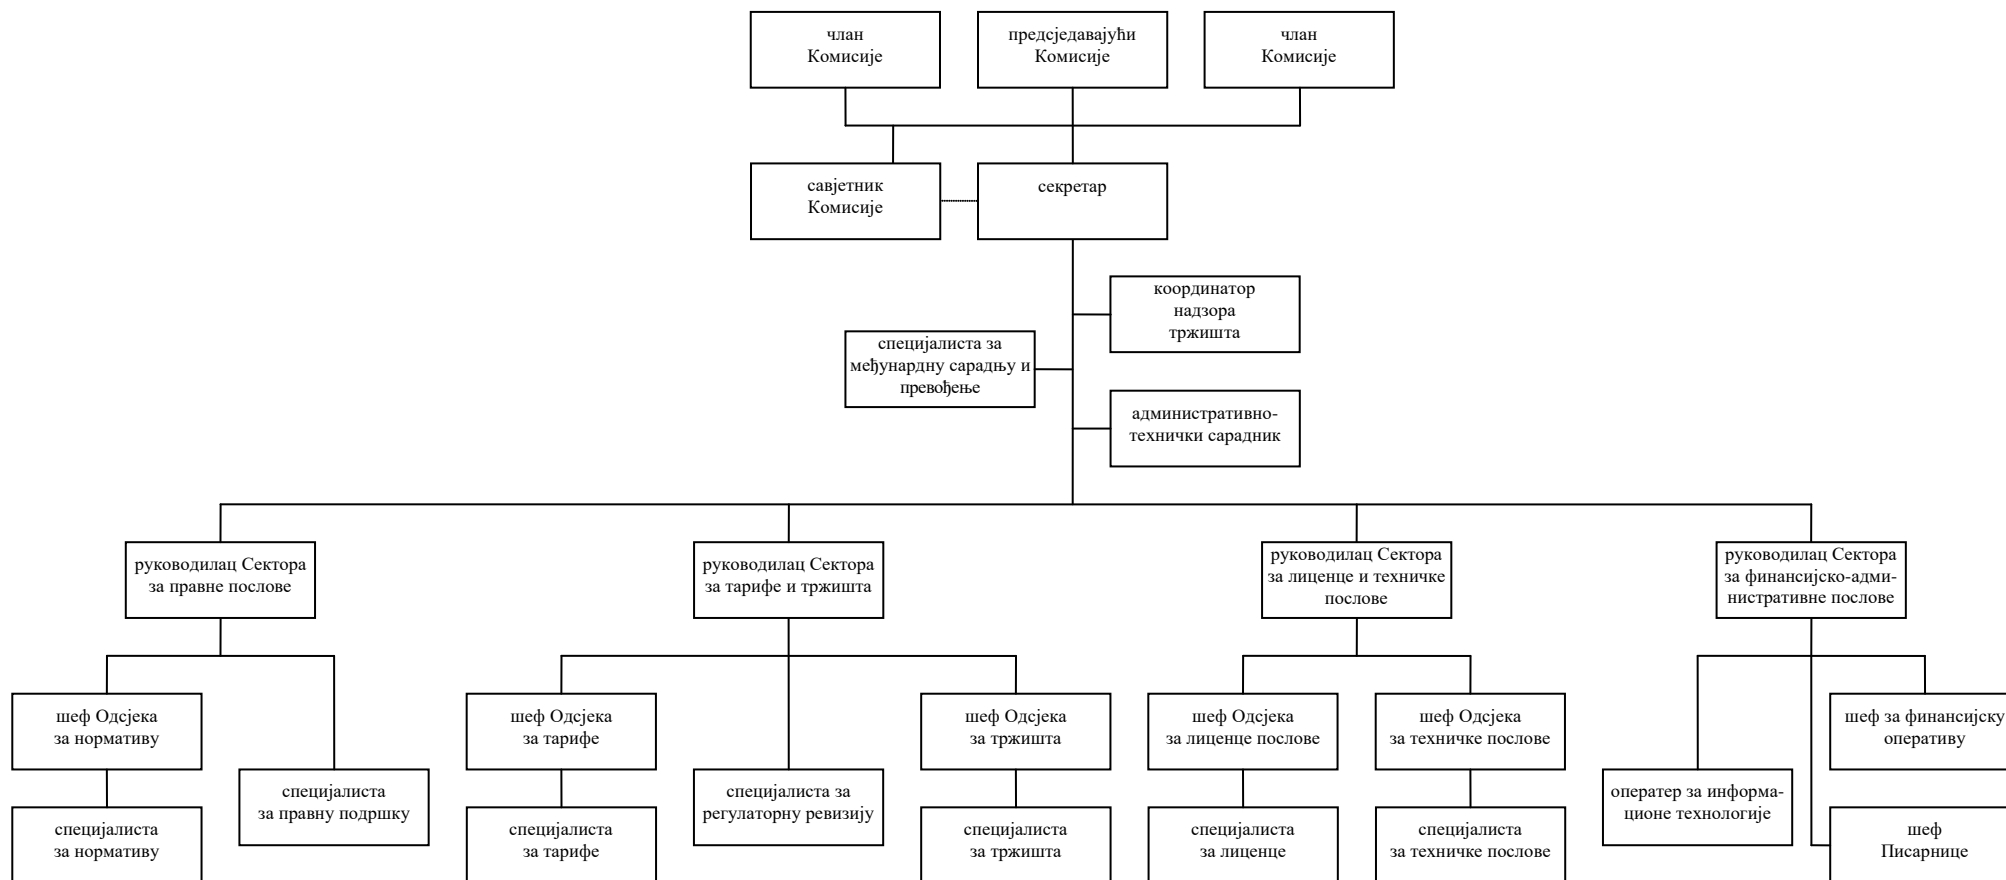 члан
Комисије
предсједавајући
Комисије
члан
Комисије
савјетник
Комисије
секретар
координатор
надзора
тржишта
специјалиста за
међунардну сарадњу и
превођење
административно-
технички сарадник
руководилац Сектора
за правне послове
руководилац Сектора
за тарифе и тржишта
руководилац Сектора
за лиценце и техничке
послове
руководилац Сектора
за финансијско-адми-
нистративне послове
шеф Одсјека
за нормативу
шеф Одсјека
за тарифе
шеф Одсјека
за тржишта
шеф Одсјека
за лиценце послове
шеф Одсјека
за техничке послове
шеф за финансијску
оперативу
специјалиста
за правну подршку
специјалиста за
регулаторну ревизију
оператер за информа-
ционе технологије
специјалиста
за нормативу
специјалиста
за тарифе
специјалиста
за тржишта
специјалиста
за лиценце
специјалиста
за техничке послове
шеф
Писарнице